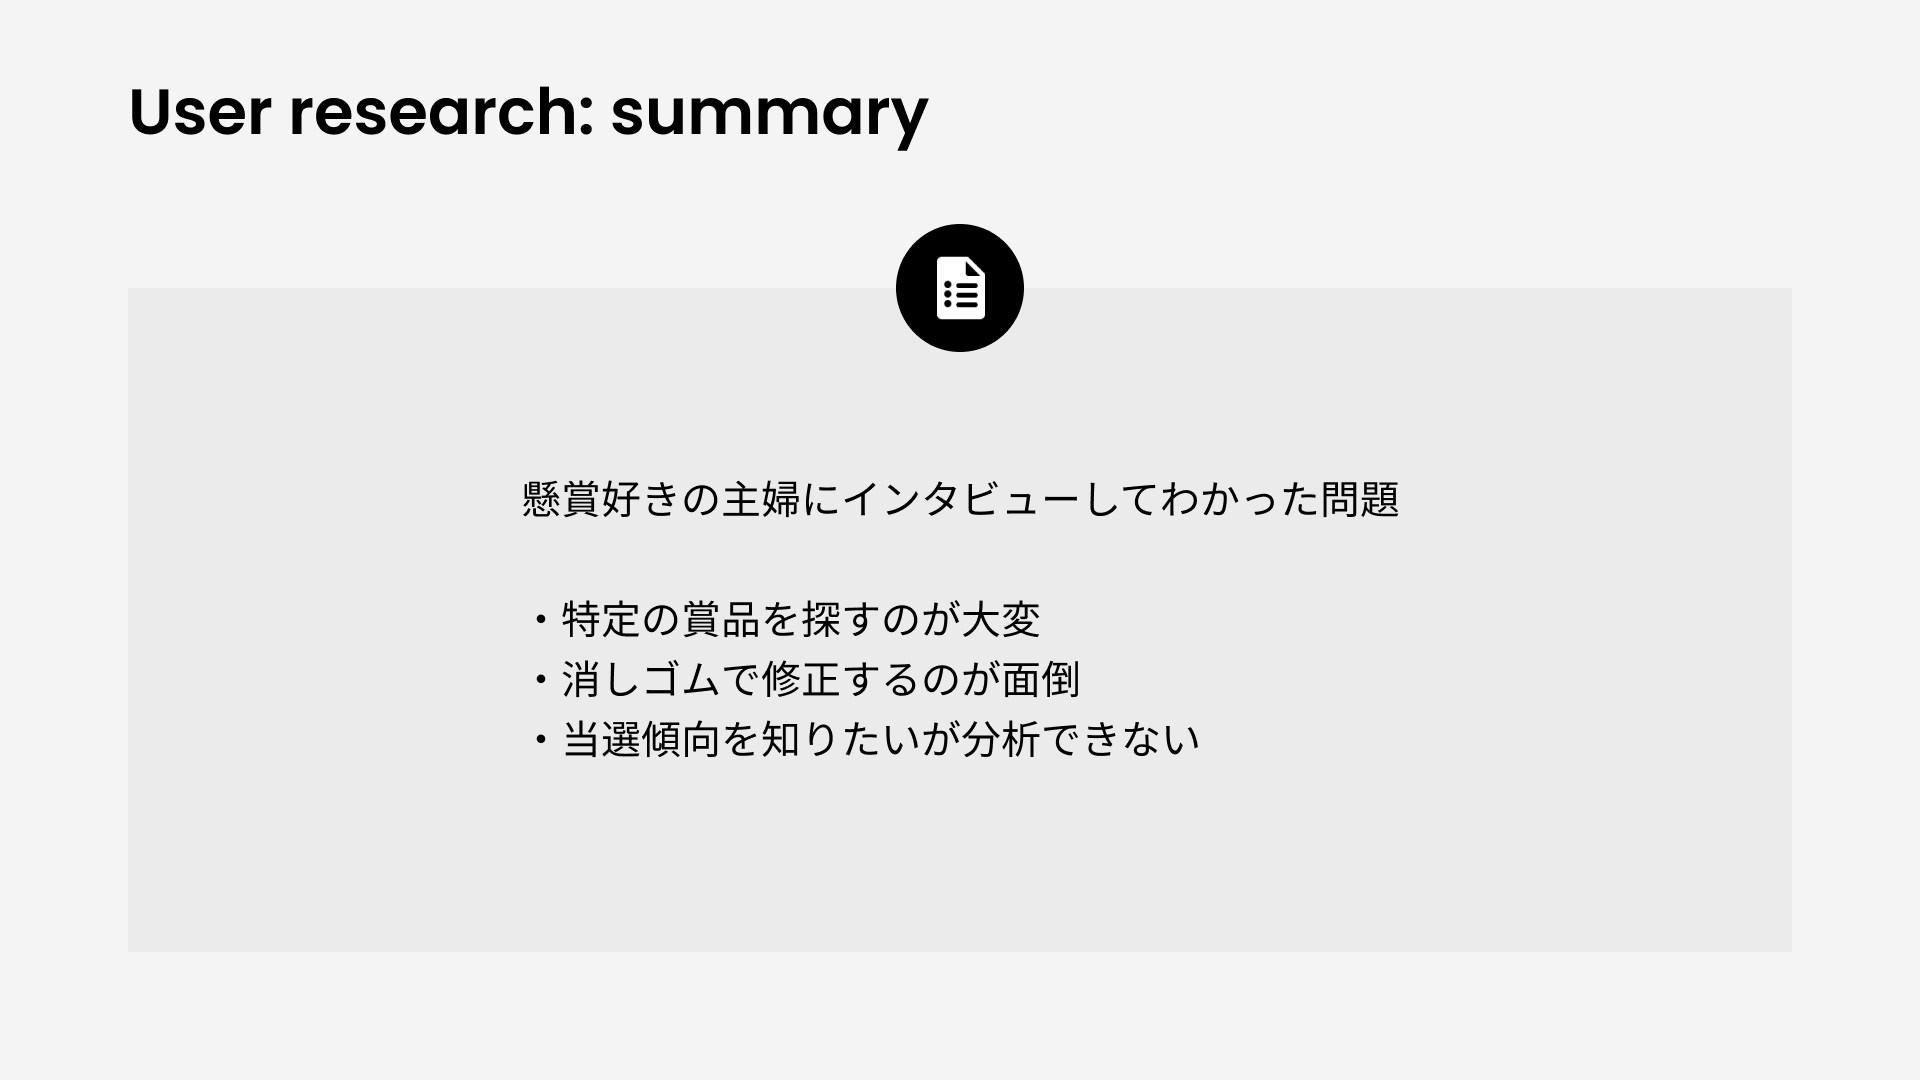 User research: summary
懸賞好きの主婦にインタビューしてわかった問題
・特定の賞品を探すのが大変
・消しゴムで修正するのが面倒
・当選傾向を知りたいが分析できない